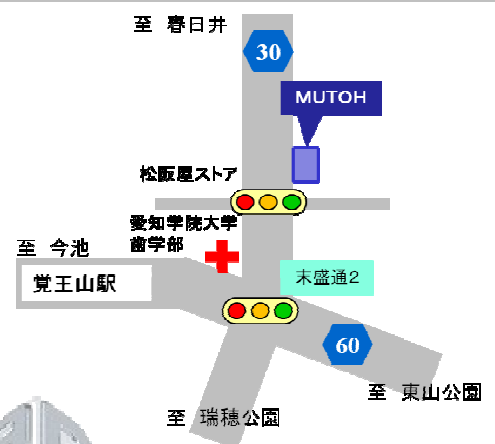 至 春日井
30
MUTOH
松阪屋ストア
愛知学院大学
歯学部
至 今池
覚王山駅
末盛通2
60
至 東山公園
至 瑞穂公園